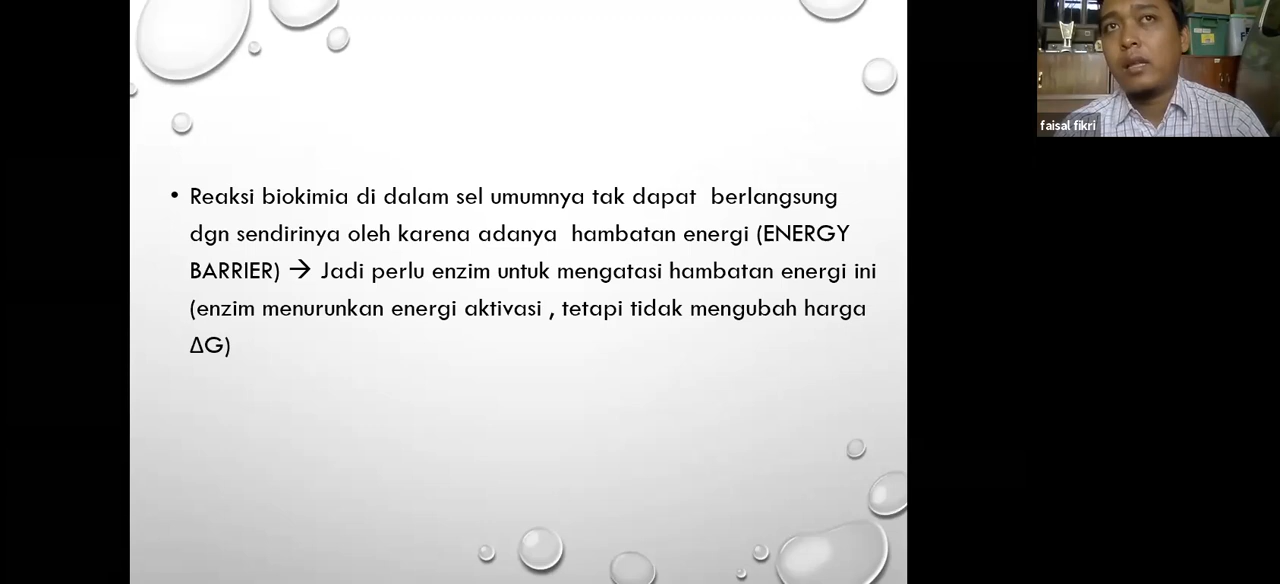 • Reaksi biokimia di dalam sel umumnya tak dapat berlangsung
dgn sendirinya oleh karena adanya hambatan energi (ENERGY
BARRIER) → Jadi perlu enzim untuk mengatasi hambatan energi ini
(enzim menurunkan energi aktivasi , tetapi tidak mengubah harga
ΔG)
faisal fikri